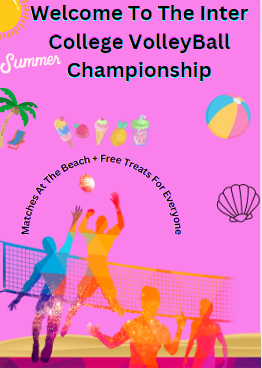 Welcome To The Inter
College VolleyBall
Championship
Summer
Matches At The Beach + Free Treats For Everyone